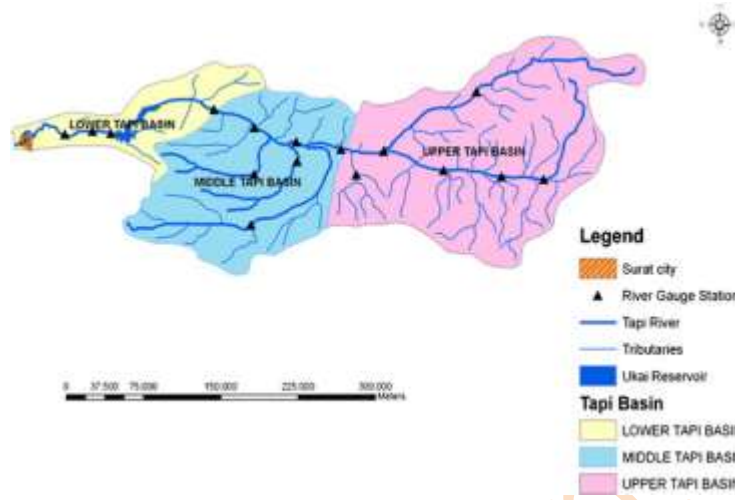 LOWER TAPI BASIN
MIDDLE TAPI BASIN
UPPER TAPI BASIN
Legend
Surat city
River Gauge Station
Tapi River
Tributaries
Ukai Reservoir
Tapi Basin
LOWER TAPI BASIN
MIDDLE TAPI BASIN
UPPER TAPI BASIN
0 37,500 75,000 150,000 225,000 300,000
Meters